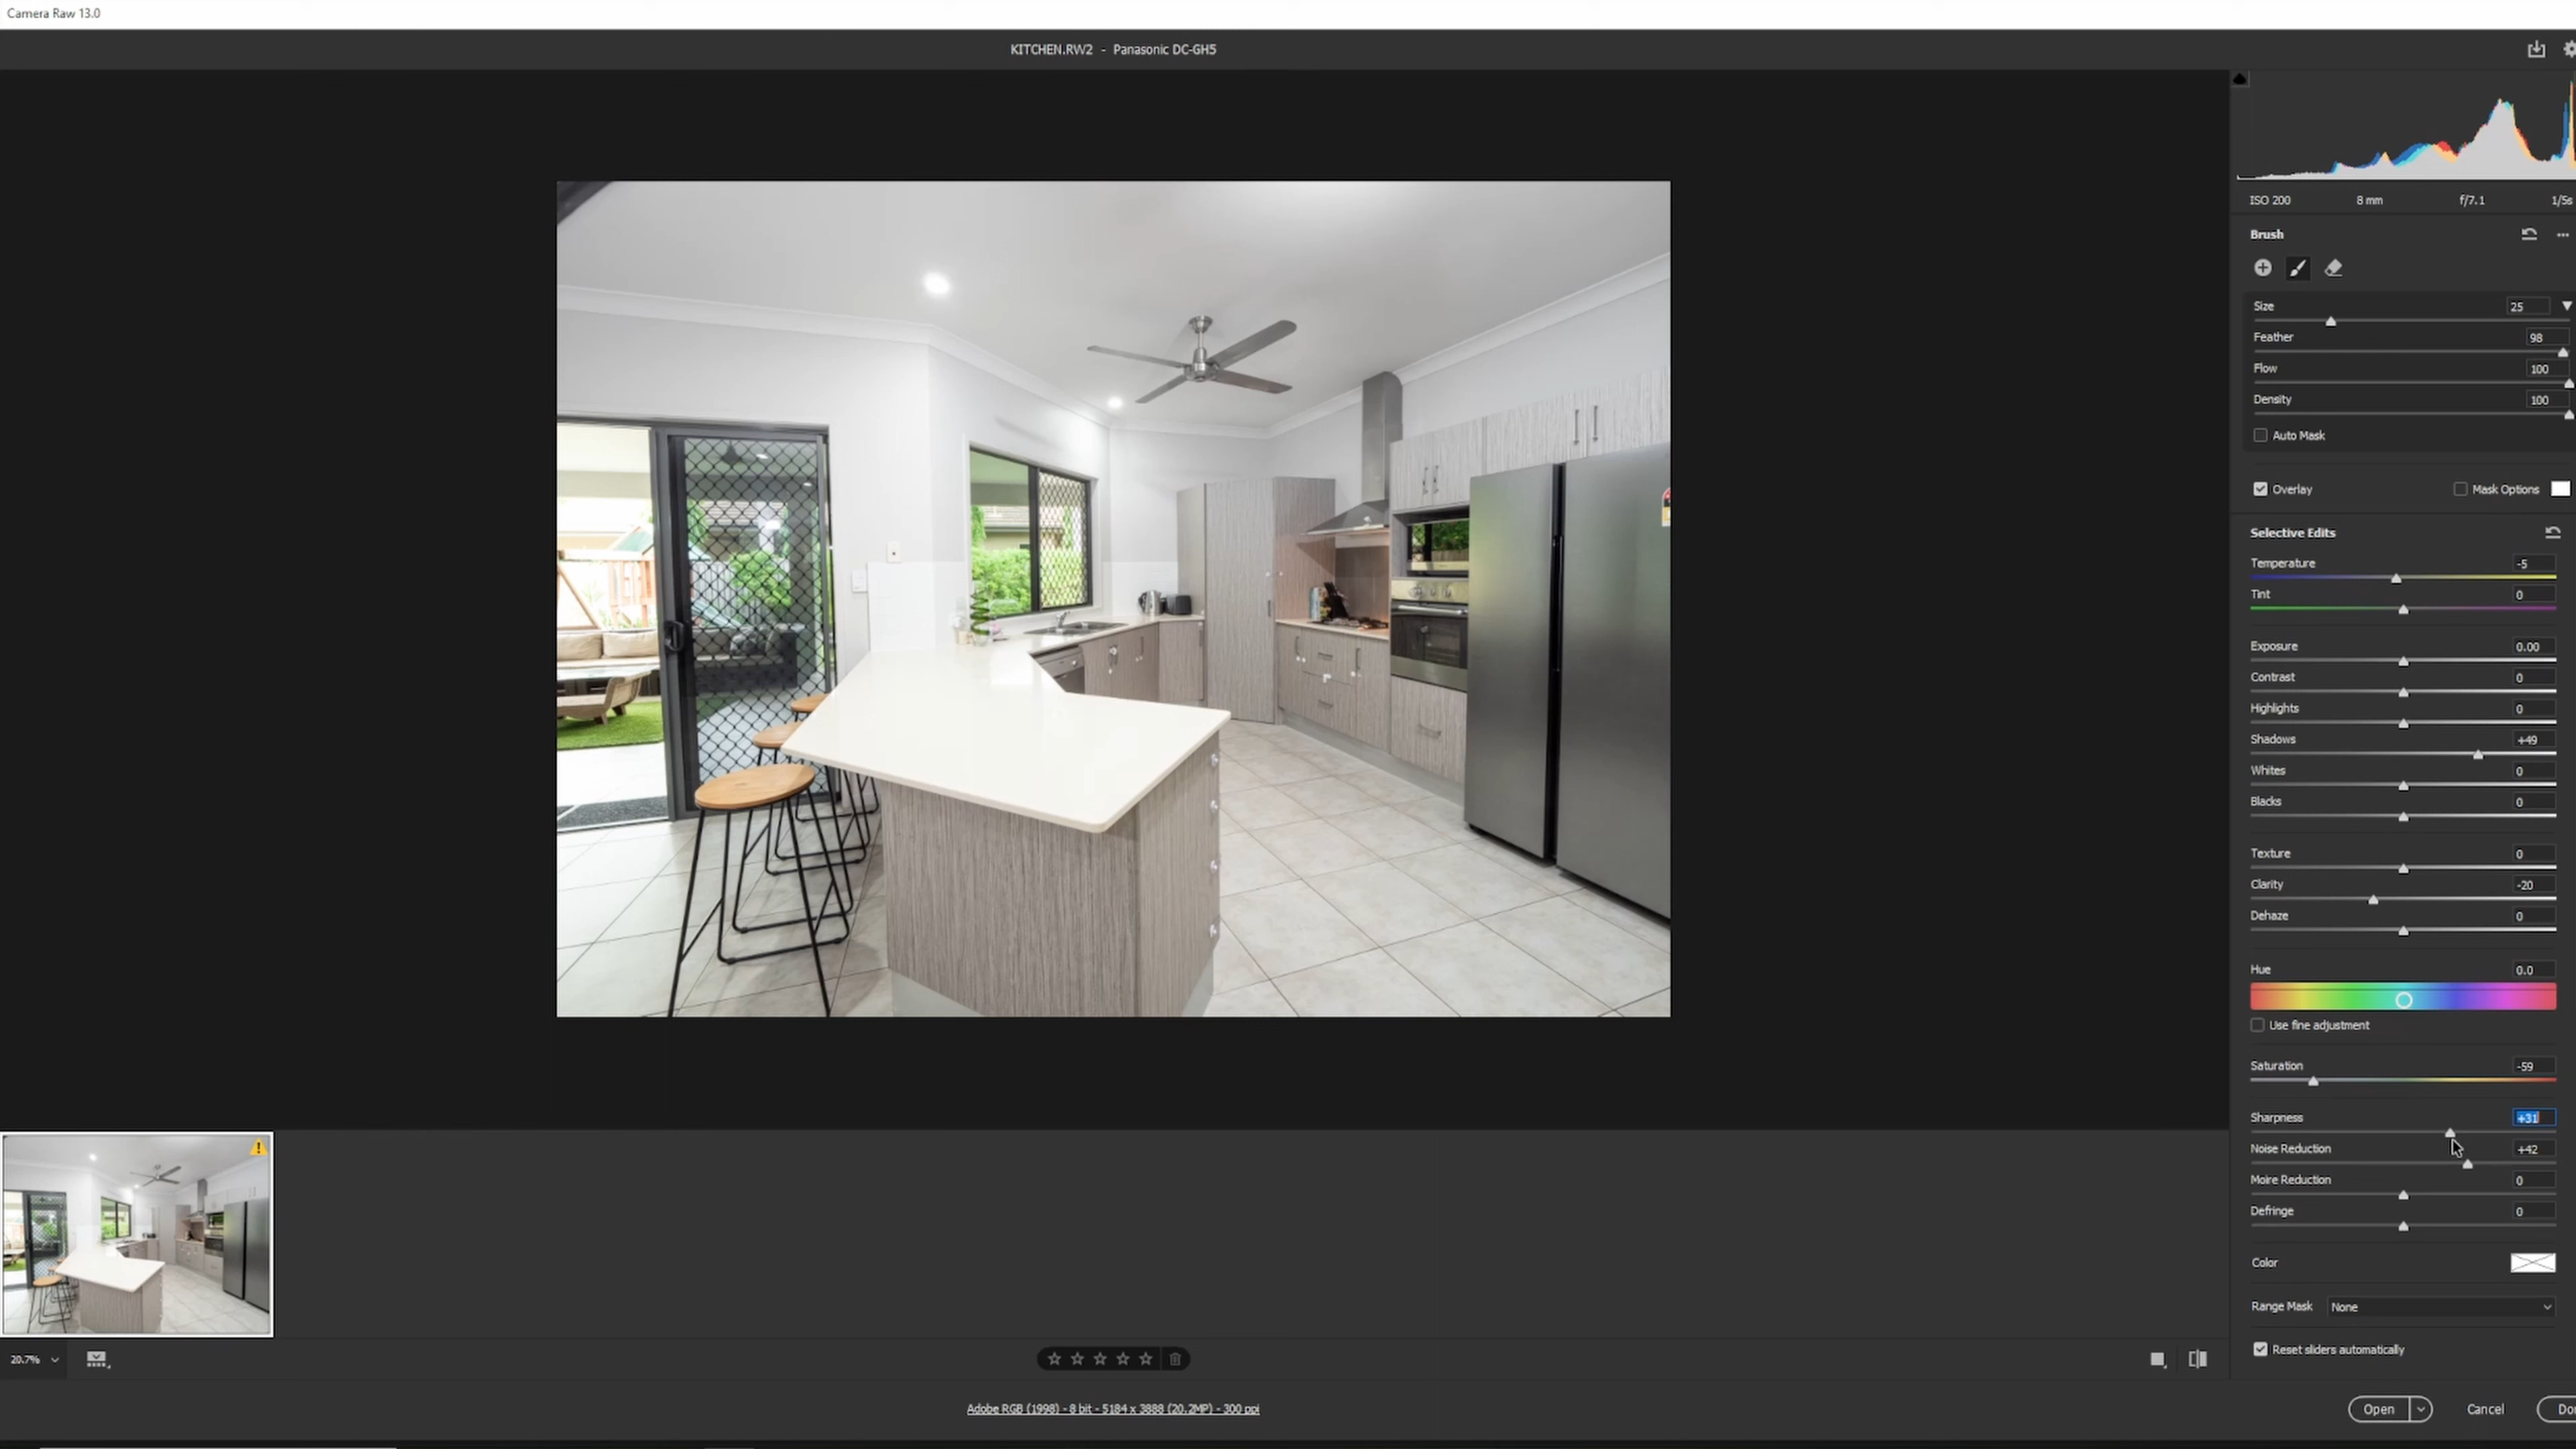 Camera Raw 13.0
KITCHEN.RW2 - Panasonic DC-GH5
ISO 200 8 mm f/7.1 1/5s
Brush
Size 25
Feather 98
Flow 100
Density 100
Auto Mask
Overlay Mask Options
Selective Edits
Temperature -5
Tint 0
Exposure 0.00
Contrast 0
Highlights 0
Shadows +49
Whites 0
Blacks 0
Texture 0
Clarity -20
Dehaze 0
Hue 0.0
Use fine adjustment
Saturation -59
Sharpness +31
Noise Reduction +42
Moire Reduction 0
Defringe 0
Color
Range Mask None
Reset sliders automatically
20.7%
Adobe RGB (1998) - 8 bit - 5184 x 3888 (20.2MP) - 300 ppi
Open Cancel Do